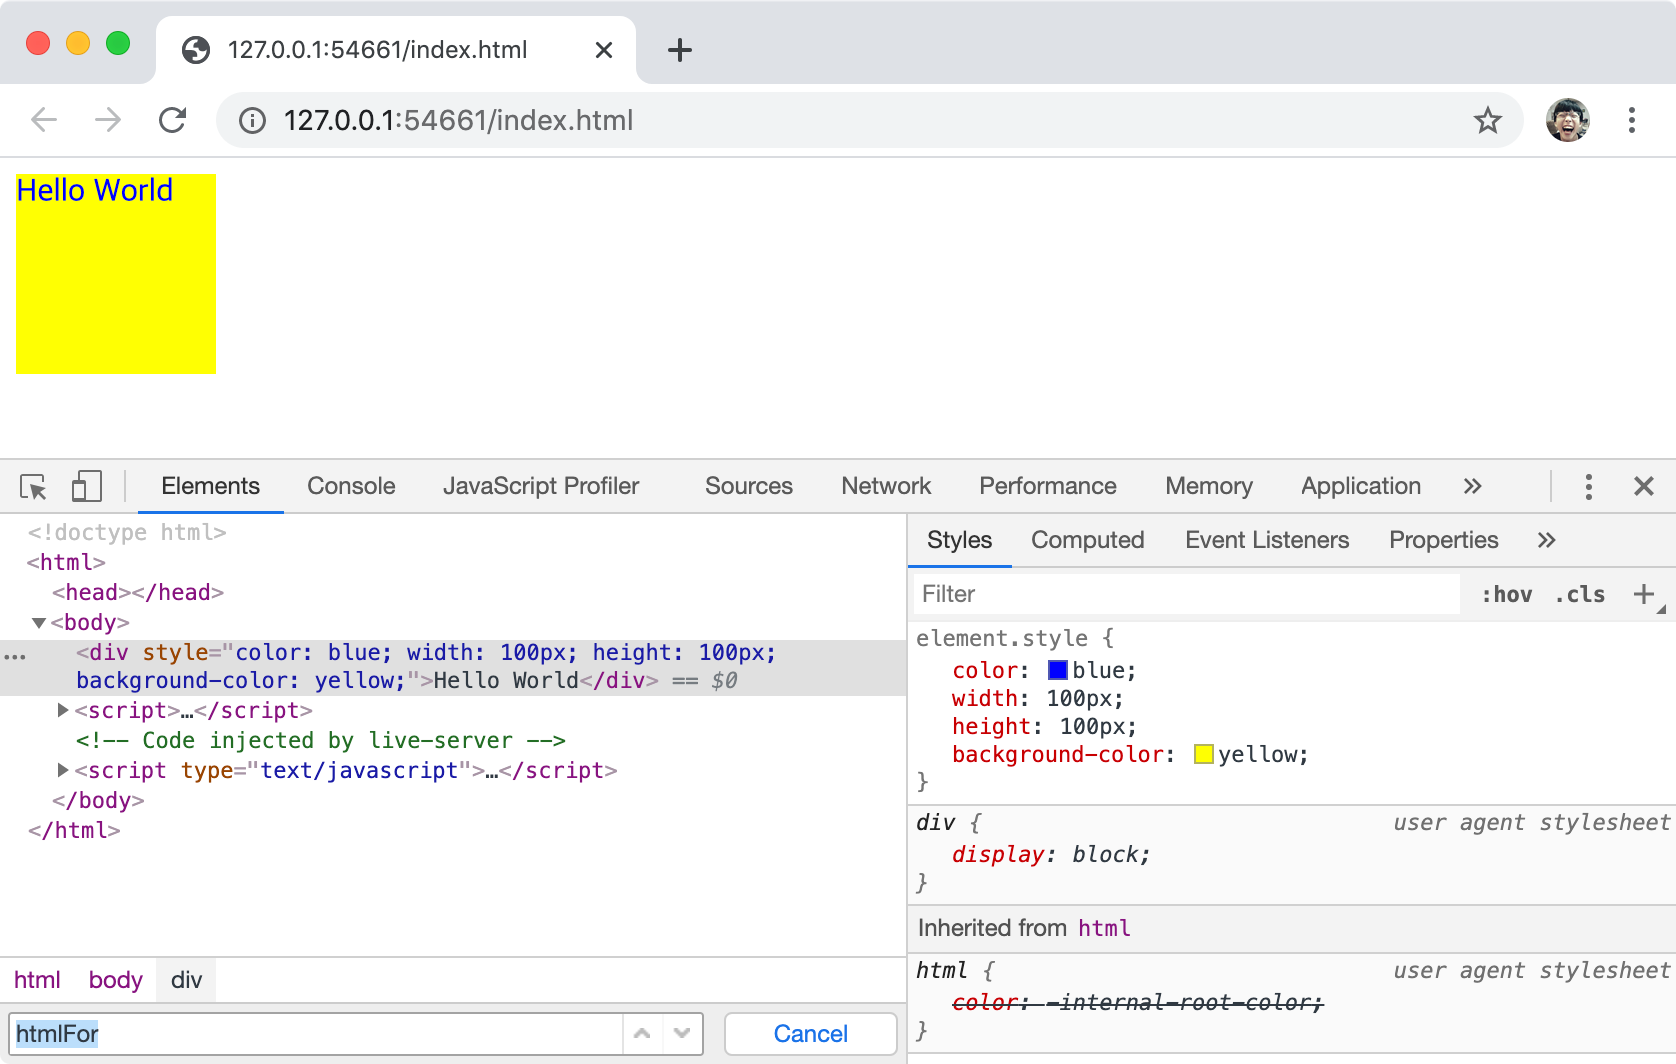 127.0.0.1:54661/index.html
127.0.0.1:54661/index.html
Hello World
Elements Console JavaScript Profiler Sources Network Performance Memory Application
<!doctype html>
<html>
<head></head>
<body>
<div style="color: blue; width: 100px; height: 100px;
background-color: yellow;">Hello World</div> == $0
<script>…</script>
<!-- Code injected by live-server -->
<script type="text/javascript">…</script>
</body>
</html>
html body div
htmlFor Cancel
Styles Computed Event Listeners Properties
Filter :hov .cls
element.style {
color: blue;
width: 100px;
height: 100px;
background-color: yellow;
}
div { user agent stylesheet
display: block;
}
Inherited from html
html { user agent stylesheet
color: -internal-root-color;
}